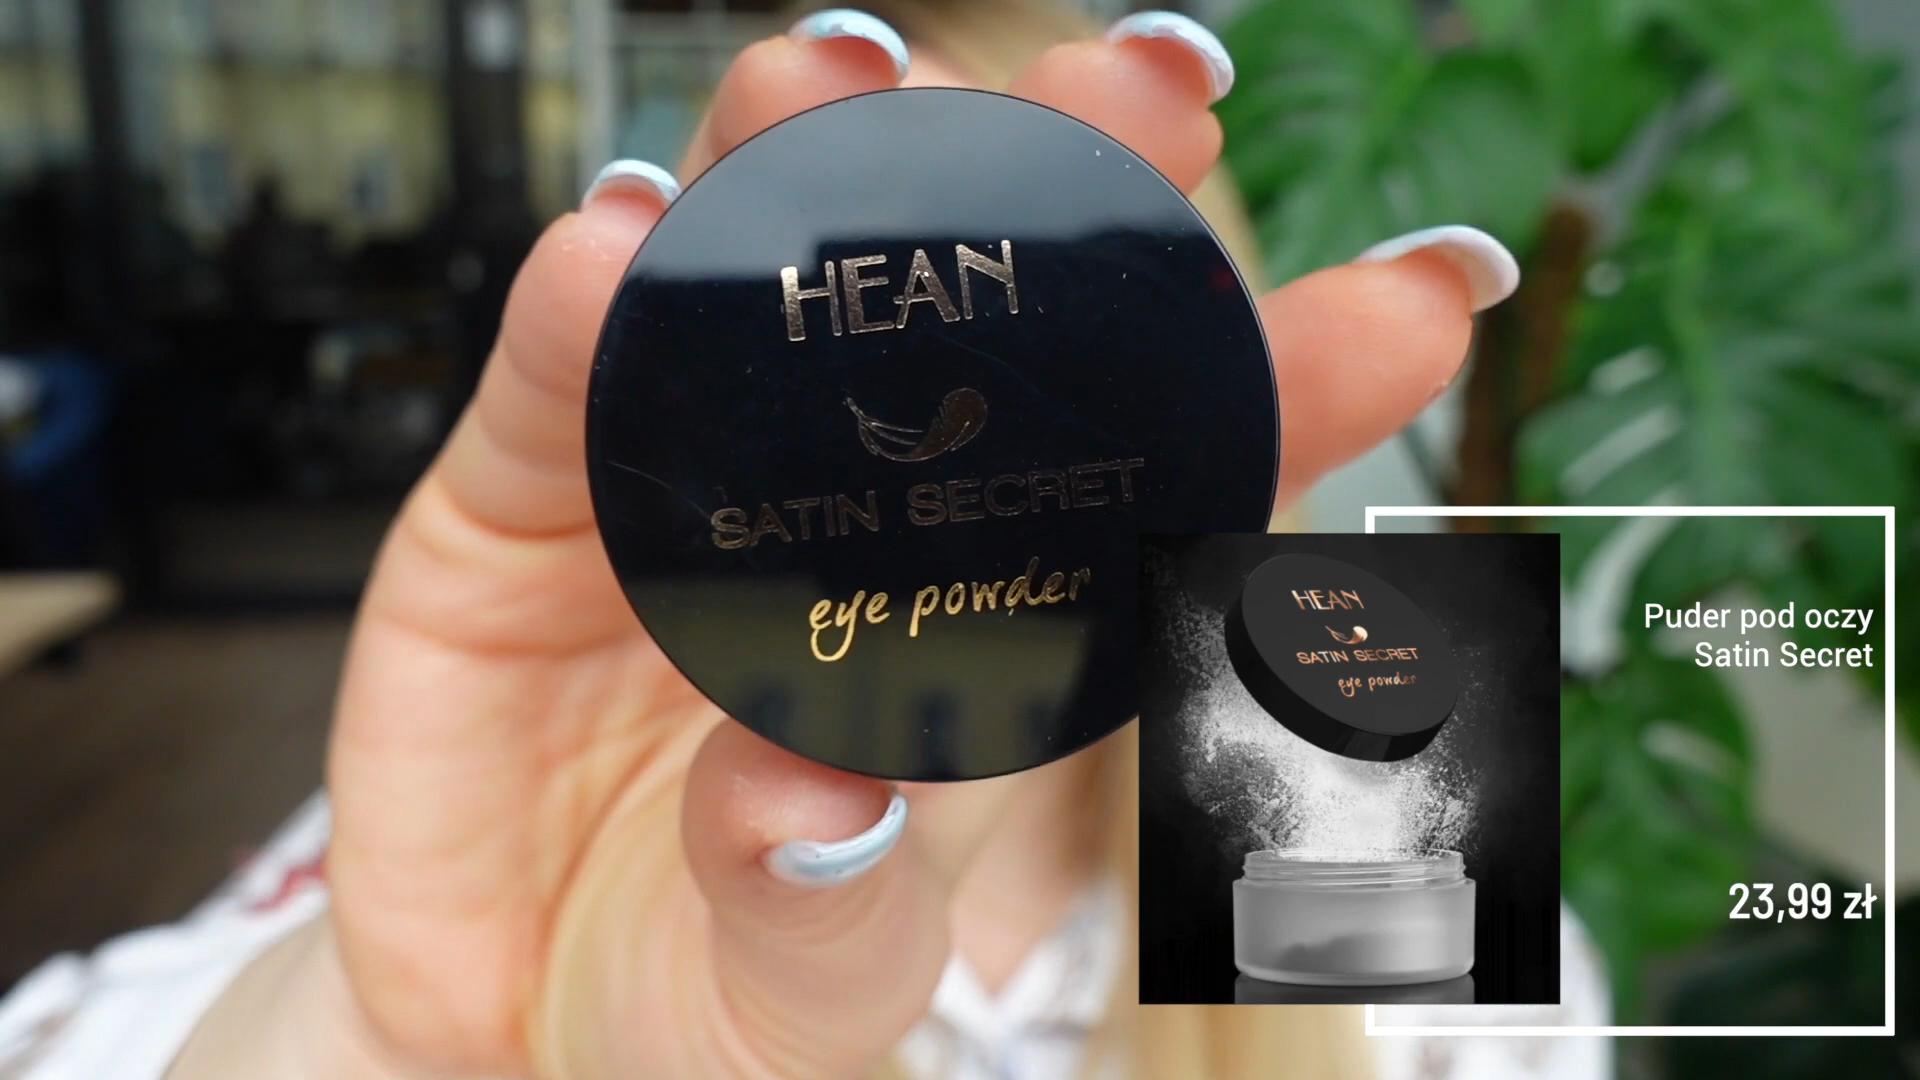 HEAN
SATIN SECRET
eye powder
HEAN
SATIN SECRET
eye powder
Puder pod oczy
Satin Secret
23,99 zł